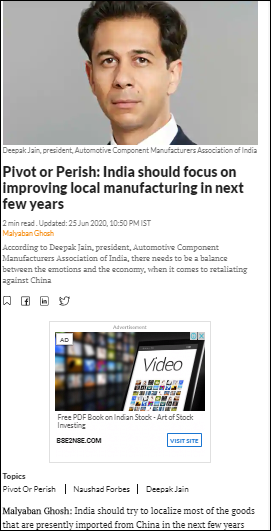 Deepak Jain, president, Automotive Component Manufacturers Association of India
Pivot or Perish: India should focus on
improving local manufacturing in next
few years
2 min read . Updated: 25 Jun 2020, 10:50 PM IST
Malyaban Ghosh
According to Deepak Jain, president, Automotive Component
Manufacturers Association of India, there needs to be a balance
between the emotions and the economy, when it comes to retaliating
against China
Advertisement
AD
Video
Free PDF Book on Indian Stock - Art of Stock
Investing
BSE2NSE.COM
VISIT SITE
Topics
Pivot Or Perish | Naushad Forbes | Deepak Jain
Malyaban Ghosh: India should try to localize most of the goods
that are presently imported from China in the next few years